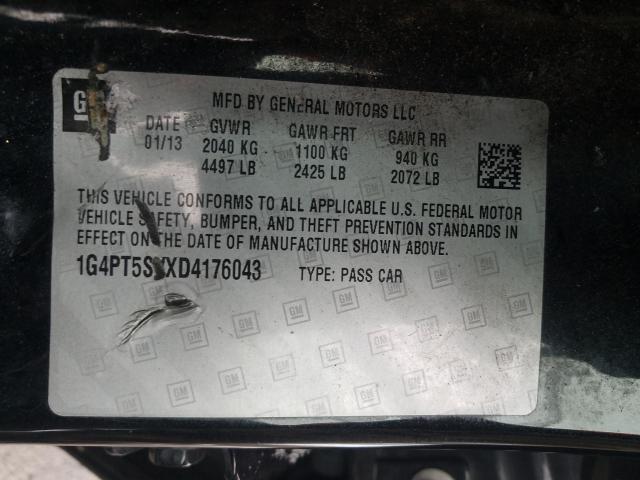 GM
MFD BY GENERAL MOTORS LLC
DATE GVWR GAWR FRT GAWR RR
01/13 2040 KG 1100 KG 940 KG
4497 LB 2425 LB 2072 LB
THIS VEHICLE CONFORMS TO ALL APPLICABLE U.S. FEDERAL MOTOR
VEHICLE SAFETY, BUMPER, AND THEFT PREVENTION STANDARDS IN
EFFECT ON THE DATE OF MANUFACTURE SHOWN ABOVE.
1G4PT5SVXD4176043 TYPE: PASS CAR